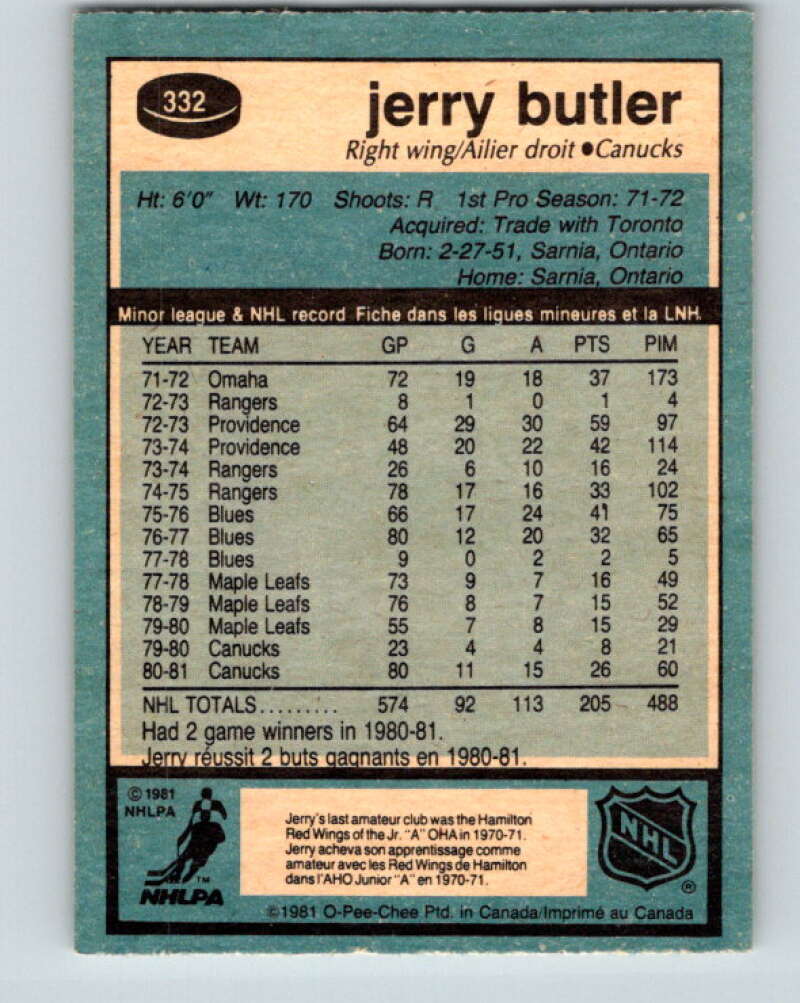 332
jerry butler
Right wing/Ailier droit ●Canucks
Ht: 6'0" Wt: 170 Shoots: R 1st Pro Season: 71-72
Acquired: Trade with Toronto
Born: 2-27-51, Sarnia, Ontario
Home: Sarnia, Ontario
Minor league & NHL record Fiche dans les ligues mineures et la LNH
YEAR TEAM GP G A PTS PIM
71-72 Omaha 72 19 18 37 173
72-73 Rangers 8 1 0 1 4
72-73 Providence 64 29 30 59 97
73-74 Providence 48 20 22 42 114
73-74 Rangers 26 6 10 16 24
74-75 Rangers 78 17 16 33 102
75-76 Blues 66 17 24 41 75
76-77 Blues 80 12 20 32 65
77-78 Blues 9 0 2 2 5
77-78 Maple Leafs 73 9 7 16 49
78-79 Maple Leafs 76 8 7 15 52
79-80 Maple Leafs 55 7 8 15 29
79-80 Canucks 23 4 4 8 21
80-81 Canucks 80 11 15 26 60
NHL TOTALS......... 574 92 113 205 488
Had 2 game winners in 1980-81.
Jerry réussit 2 buts gagnants en 1980-81.
© 1981
NHLPA
TM
NHLPA
Jerry's last amateur club was the Hamilton
Red Wings of the Jr. "A" OHA in 1970-71.
Jerry acheva son apprentissage comme
amateur avec les Red Wings de Hamilton
dans l'AHO Junior "A" en 1970-71.
NHL
®
©1981 O-Pee-Chee Ptd. in Canada/Imprimé au Canada